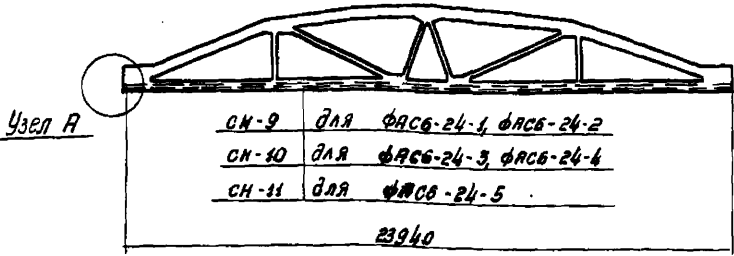 Узел А
СН-9 для ФАС6-24-1, ФАС6-24-2
СН-10 для ФАС6-24-3, ФАС6-24-4
СН-11 для ФАС6-24-5
23940